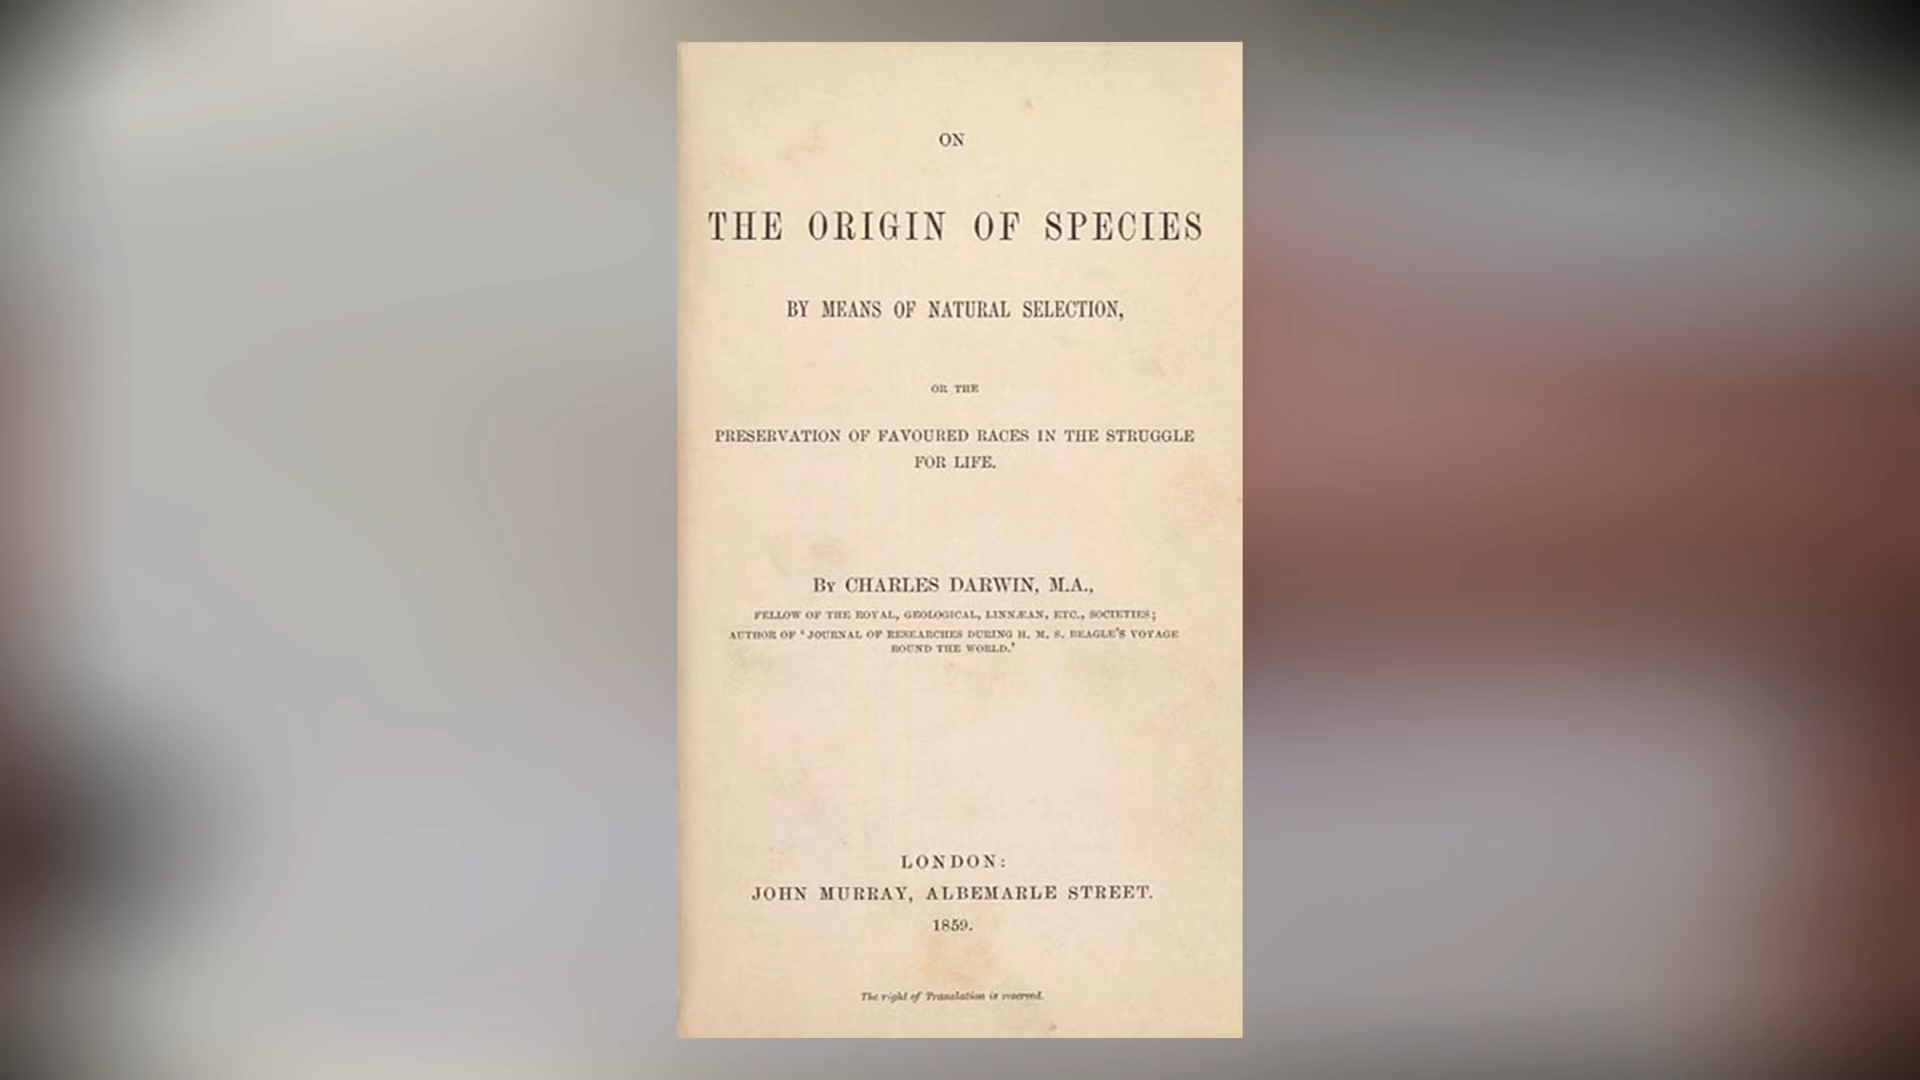 ON
THE ORIGIN OF SPECIES
BY MEANS OF NATURAL SELECTION,
OR THE
PRESERVATION OF FAVOURED RACES IN THE STRUGGLE
FOR LIFE.
By CHARLES DARWIN, M.A.,
FELLOW OF THE ROYAL, GEOLOGICAL, LINNÆAN, ETC., SOCIETIES;
AUTHOR OF ‘JOURNAL OF RESEARCHES DURING H. M. S. BEAGLE’S VOYAGE
ROUND THE WORLD.’
LONDON:
JOHN MURRAY, ALBEMARLE STREET.
1859.
The right of Translation is reserved.